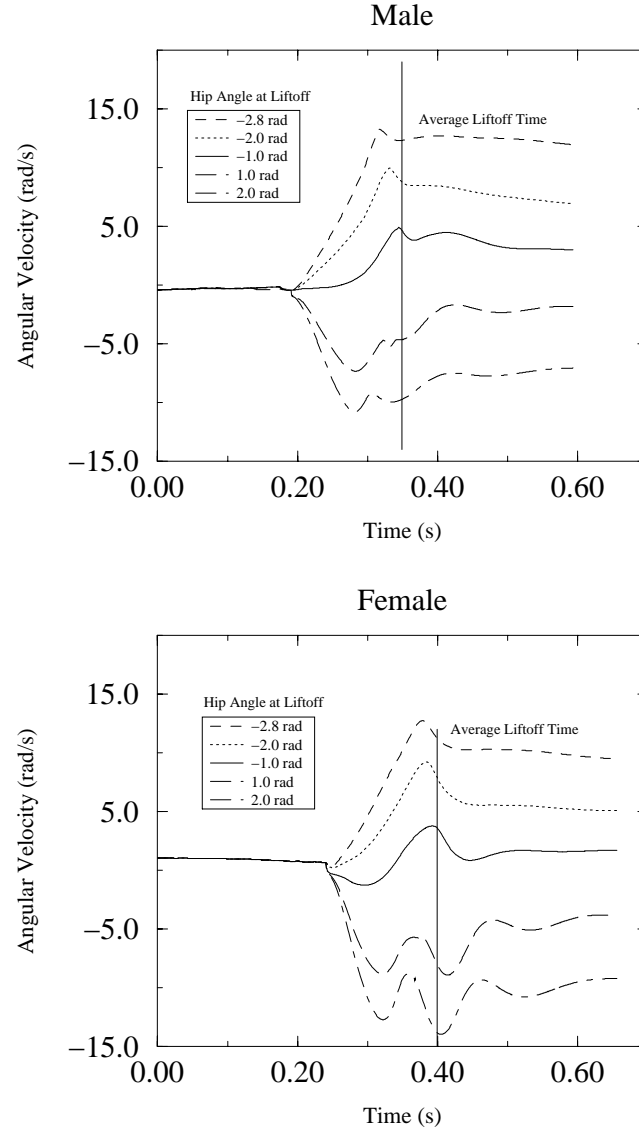 Male
15.0
5.0
−5.0
−15.0
Angular Velocity (rad/s)
Hip Angle at Liftoff
−2.8 rad
−2.0 rad
−1.0 rad
1.0 rad
2.0 rad
Average Liftoff Time
0.00 0.20 0.40 0.60
Time (s)
Female
15.0
5.0
−5.0
−15.0
Angular Velocity (rad/s)
Hip Angle at Liftoff
−2.8 rad
−2.0 rad
−1.0 rad
1.0 rad
2.0 rad
Average Liftoff Time
0.00 0.20 0.40 0.60
Time (s)